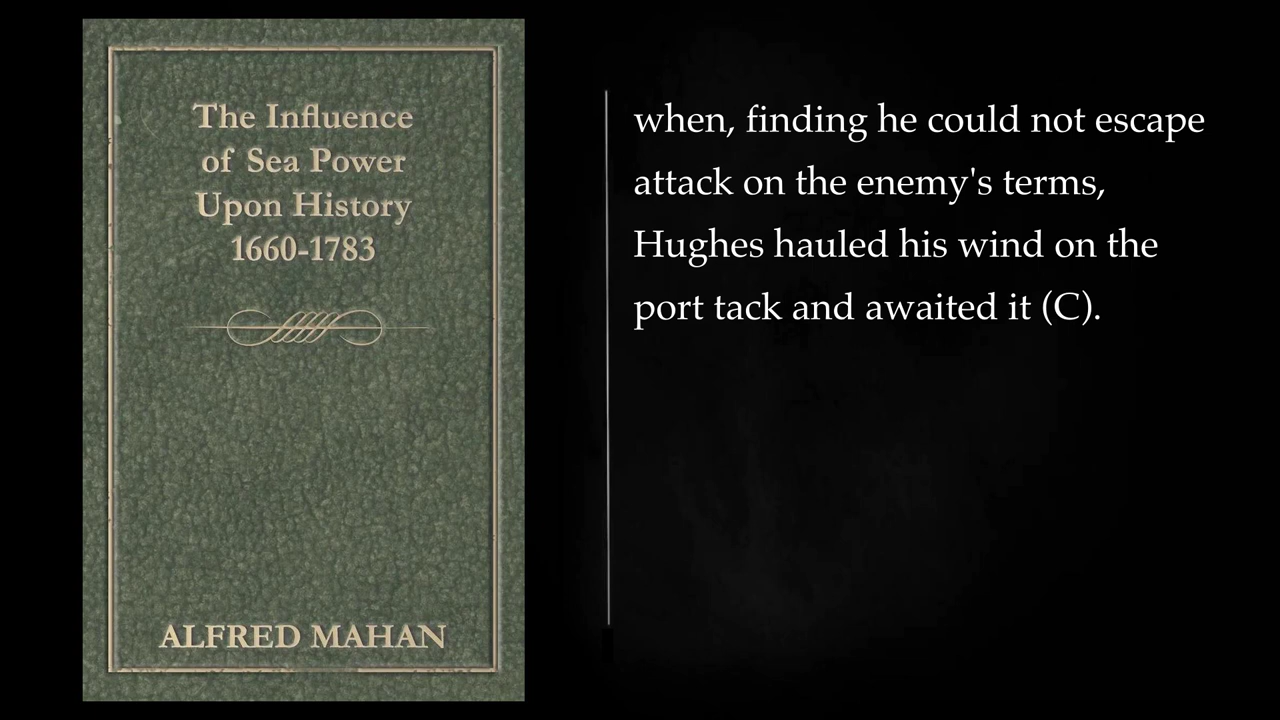 The Influence
of Sea Power
Upon History
1660-1783
ALFRED MAHAN
when, finding he could not escape
attack on the enemy's terms,
Hughes hauled his wind on the
port tack and awaited it (C).